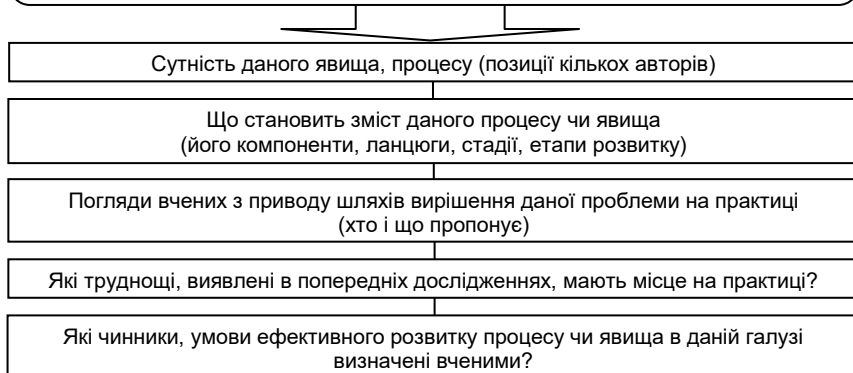 Сутність даного явища, процесу (позиції кількох авторів)
Що становить зміст даного процесу чи явища
(його компоненти, ланцюги, стадії, етапи розвитку)
Погляди вчених з приводу шляхів вирішення даної проблеми на практиці
(хто і що пропонує)
Які труднощі, виявлені в попередніх дослідженнях, мають місце на практиці?
Які чинники, умови ефективного розвитку процесу чи явища в даній галузі
визначені вченими?